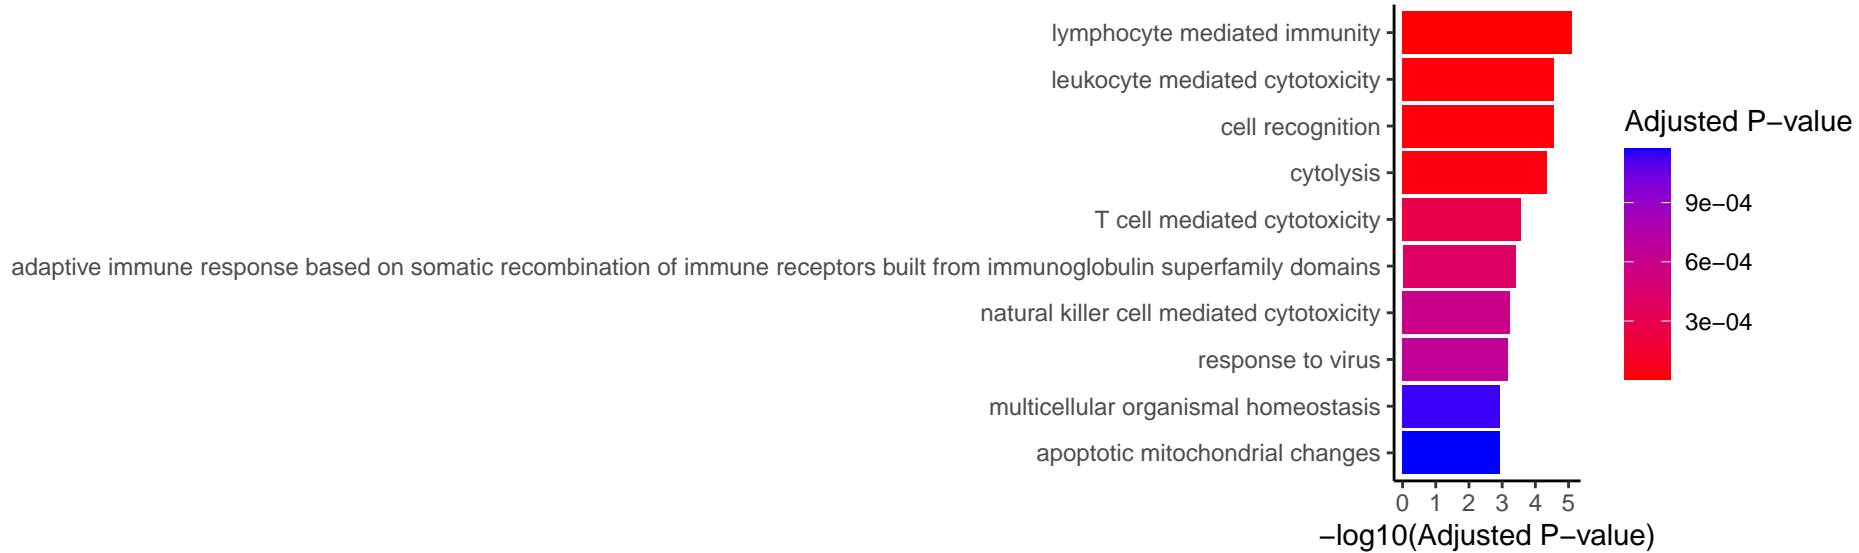 lymphocyte mediated immunity
leukocyte mediated cytotoxicity
cell recognition
cytolysis
T cell mediated cytotoxicity
adaptive immune response based on somatic recombination of immune receptors built from immunoglobulin superfamily domains
natural killer cell mediated cytotoxicity
response to virus
multicellular organismal homeostasis
apoptotic mitochondrial changes
0 1 2 3 4 5
−log10(Adjusted P−value)
Adjusted P−value
9e−04
6e−04
3e−04